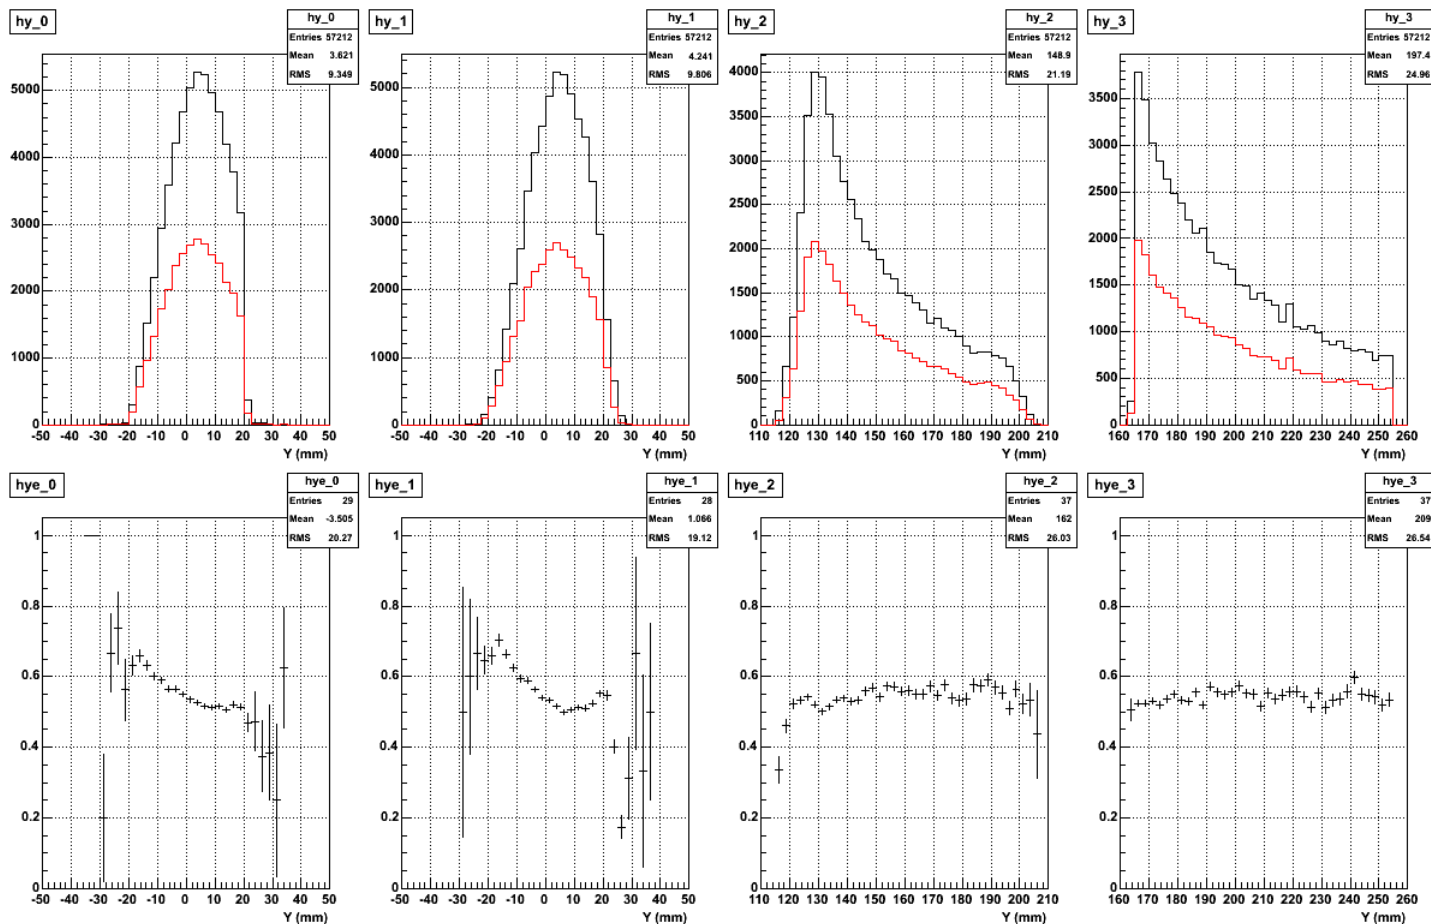 hy_0
hy_0
Entries 57212
Mean 3.621
RMS 9.349
5000
4000
3000
2000
1000
0
-50 -40 -30 -20 -10 0 10 20 30 40 50
Y (mm)
hy_1
hy_1
Entries 57212
Mean 4.241
RMS 9.806
5000
4000
3000
2000
1000
0
-50 -40 -30 -20 -10 0 10 20 30 40 50
Y (mm)
hy_2
hy_2
Entries 57212
Mean 148.9
RMS 21.19
4000
3500
3000
2500
2000
1500
1000
500
0
110 120 130 140 150 160 170 180 190 200 210
Y (mm)
hy_3
hy_3
Entries 57212
Mean 197.4
RMS 24.96
3500
3000
2500
2000
1500
1000
500
0
160 170 180 190 200 210 220 230 240 250 260
Y (mm)
hye_0
hye_0
Entries 29
Mean -3.505
RMS 20.27
1
0.8
0.6
0.4
0.2
0
-50 -40 -30 -20 -10 0 10 20 30 40 50
Y (mm)
hye_1
hye_1
Entries 28
Mean 1.066
RMS 19.12
1
0.8
0.6
0.4
0.2
0
-50 -40 -30 -20 -10 0 10 20 30 40 50
Y (mm)
hye_2
hye_2
Entries 37
Mean 162
RMS 26.03
1
0.8
0.6
0.4
0.2
0
110 120 130 140 150 160 170 180 190 200 210
Y (mm)
hye_3
hye_3
Entries 37
Mean 209
RMS 26.54
1
0.8
0.6
0.4
0.2
0
160 170 180 190 200 210 220 230 240 250 260
Y (mm)